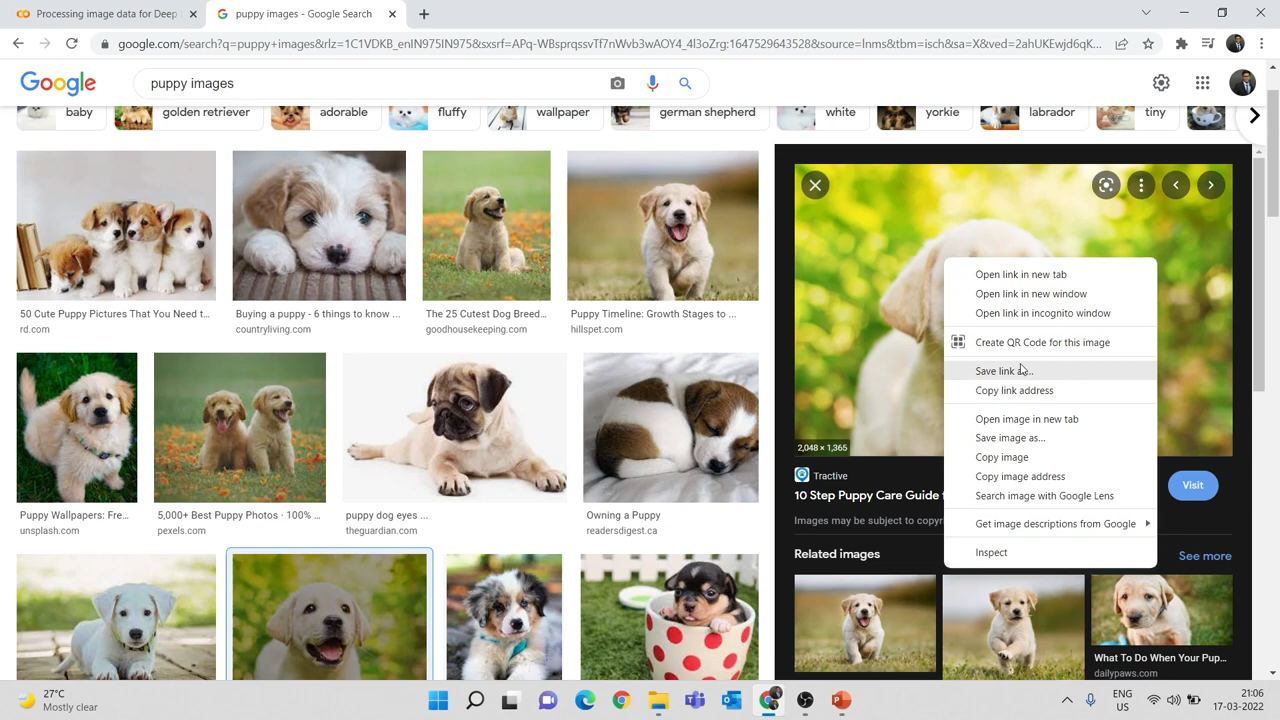 Processing image data for Deep
puppy images - Google Search
google.com/search?q=puppy+images&rlz=1C1VDKB_enIN975IN975&sxsrf=APq-WBsprqssvTf7nWvb3wAOY4_4l3oZrg:1647529643528&source=lnms&tbm=isch&sa=X&ved=2ahUKEwjd6qK...
Google
puppy images
baby
golden retriever
adorable
fluffy
wallpaper
german shepherd
white
yorkie
labrador
tiny
50 Cute Puppy Pictures That You Need t...
rd.com
Buying a puppy - 6 things to know ...
countryliving.com
The 25 Cutest Dog Breed...
goodhousekeeping.com
Puppy Timeline: Growth Stages to ...
hillspet.com
Puppy Wallpapers: Fre...
unsplash.com
5,000+ Best Puppy Photos · 100% ...
pexels.com
puppy dog eyes ...
theguardian.com
Owning a Puppy
readersdigest.ca
2,048 × 1,365
Tractive
10 Step Puppy Care Guide
Visit
Images may be subject to copyr
Related images
See more
What To Do When Your Pup...
dailypaws.com
Open link in new tab
Open link in new window
Open link in incognito window
Create QR Code for this image
Save link ...
Copy link address
Open image in new tab
Save image as...
Copy image
Copy image address
Search image with Google Lens
Get image descriptions from Google
Inspect
27°C
Mostly clear
ENG
US
21:06
17-03-2022